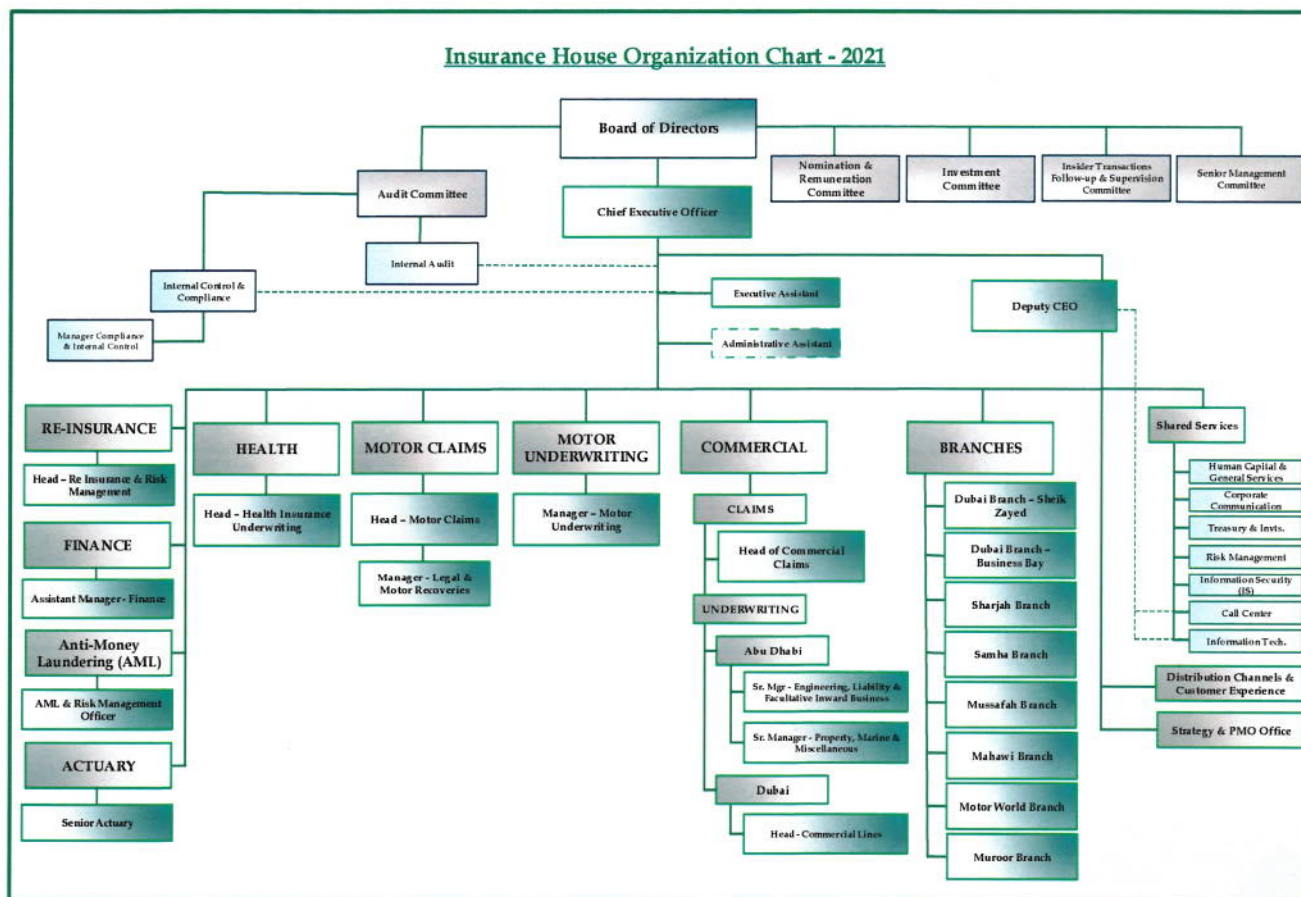 Insurance House Organization Chart - 2021
Board of Directors
Nomination &
Remuneration
Committee
Investment
Committee
Insider Transactions
Follow-up & Supervision
Committee
Senior Management
Committee
Audit Committee
Chief Executive Officer
Internal Audit
Internal Control &
Compliance
Executive Assistant
Deputy CEO
Manager Compliance
& Internal Control
Administrative Assistant
RE-INSURANCE
Head – Re Insurance & Risk
Management
FINANCE
Assistant Manager - Finance
Anti-Money
Laundering (AML)
AML & Risk Management
Officer
ACTUARY
Senior Actuary
HEALTH
Head – Health Insurance
Underwriting
MOTOR CLAIMS
Head – Motor Claims
Manager - Legal &
Motor Recoveries
MOTOR
UNDERWRITING
Manager – Motor
Underwriting
COMMERCIAL
CLAIMS
Head of Commercial
Claims
UNDERWRITING
Abu Dhabi
Sr. Mgr - Engineering, Liability &
Facultative Inward Business
Sr. Manager - Property, Marine &
Miscellaneous
Dubai
Head - Commercial Lines
BRANCHES
Dubai Branch – Sheik
Zayed
Dubai Branch –
Business Bay
Sharjah Branch
Samha Branch
Mussafah Branch
Mahawi Branch
Motor World Branch
Muroor Branch
Shared Services
Human Capital &
General Services
Corporate
Communication
Treasury & Invts.
Risk Management
Information Security
(IS)
Call Center
Information Tech.
Distribution Channels &
Customer Experience
Strategy & PMO Office